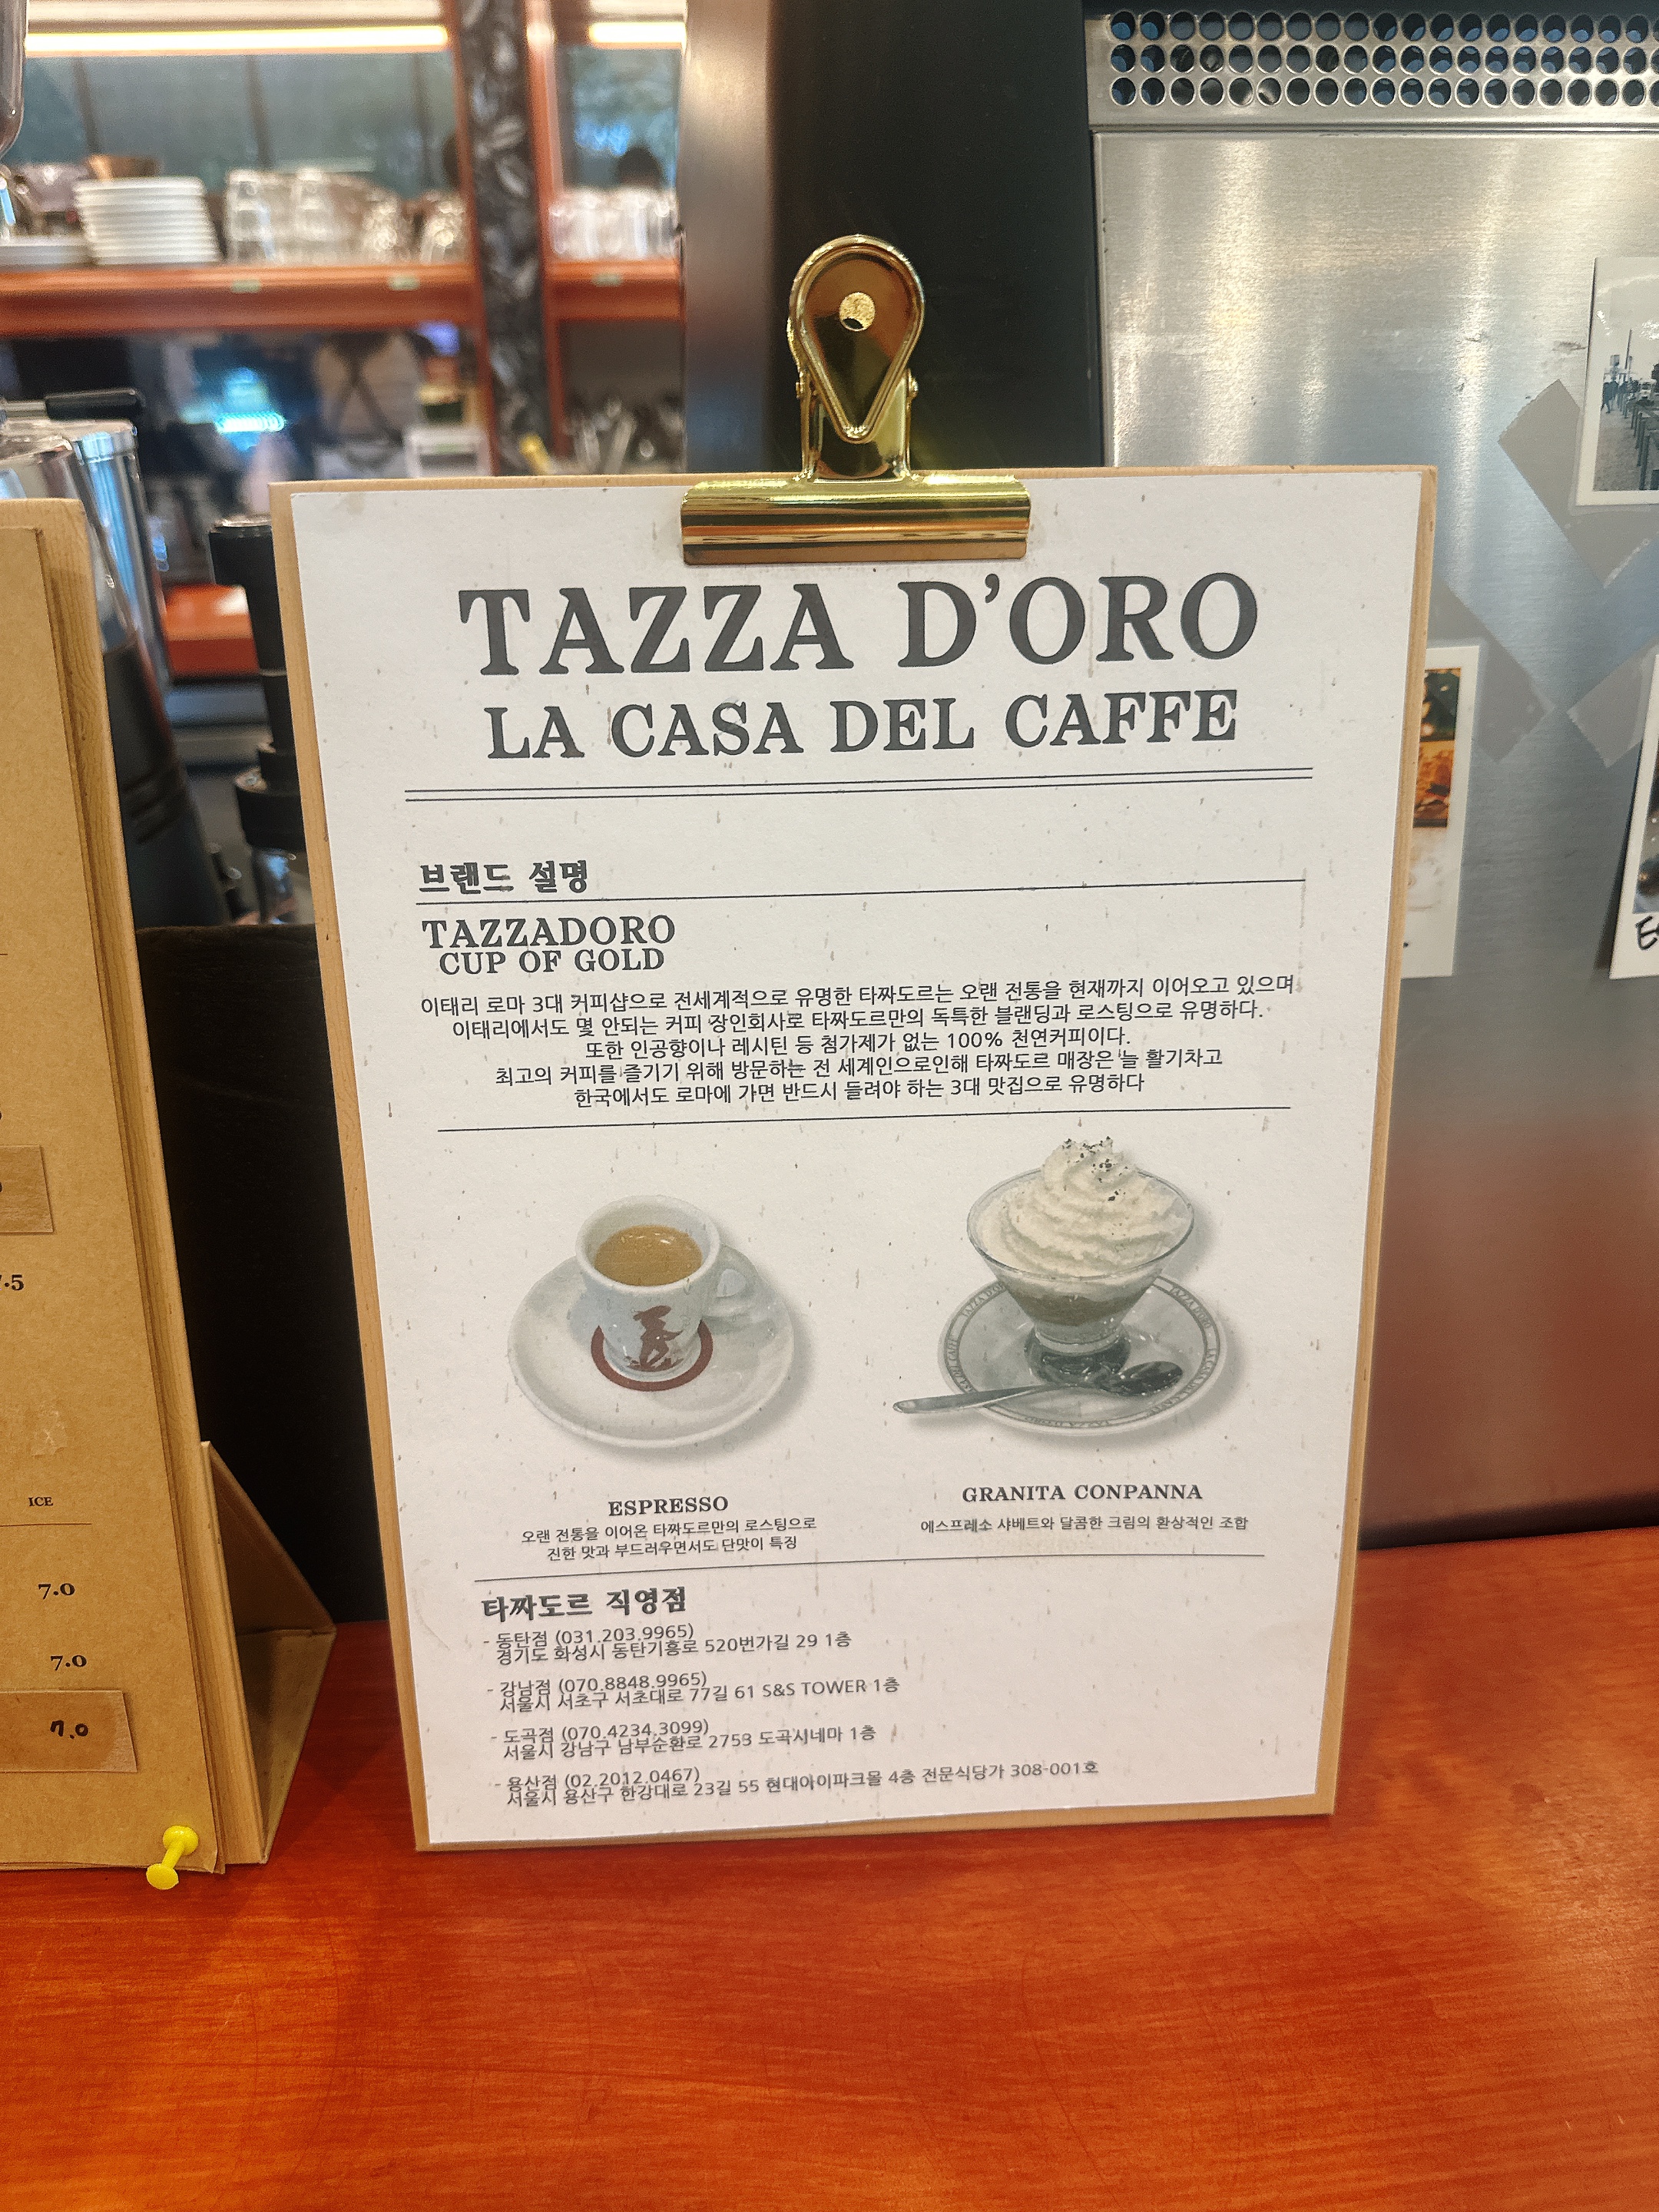 TAZZA D'ORO
LA CASA DEL CAFFE
브랜드 설명
TAZZADORO
CUP OF GOLD
이태리 로마 3대 커피샵으로 전세계적으로 유명한 타짜도르는 오랜 전통을 현재까지 이어오고 있으며
이태리에서도 몇 안되는 커피 장인회사로 타짜도르만의 독특한 블랜딩과 로스팅으로 유명하다.
또한 인공향이나 레시틴 등 첨가제가 없는 100% 천연커피이다.
최고의 커피를 즐기기 위해 방문하는 전 세계인으로인해 타짜도르 매장은 늘 활기차고
한국에서도 로마에 가면 반드시 들려야 하는 3대 맛집으로 유명하다
TAZZA D'ORO
ESPRESSO
오랜 전통을 이어온 타짜도르만의 로스팅으로
진한 맛과 부드러우면서도 단맛이 특징
GRANITA CONPANNA
에스프레소 샤베트와 달콤한 크림의 환상적인 조합
타짜도르 직영점
- 동탄점 (031.203.9965)
경기도 화성시 동탄기흥로 520번가길 29 1층
- 강남점 (070.8848.9965)
서울시 서초구 서초대로 77길 61 S&S TOWER 1층
- 도곡점 (070.4234.3099)
서울시 강남구 남부순환로 2753 도곡시네마 1층
- 용산점 (02.2012.0467)
서울시 용산구 한강대로 23길 55 현대아이파크몰 4층 전문식당가 308-001호
ICE
7.0
7.0
7.0